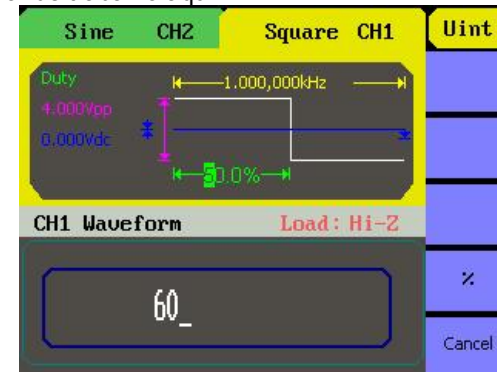 Sine CH2 Square CH1 Uint
Duty 1.000,000kHz
4.000Vpp
0.000Vdc
50.0%
CH1 Waveform Load: Hi-Z
60_ %
Cancel